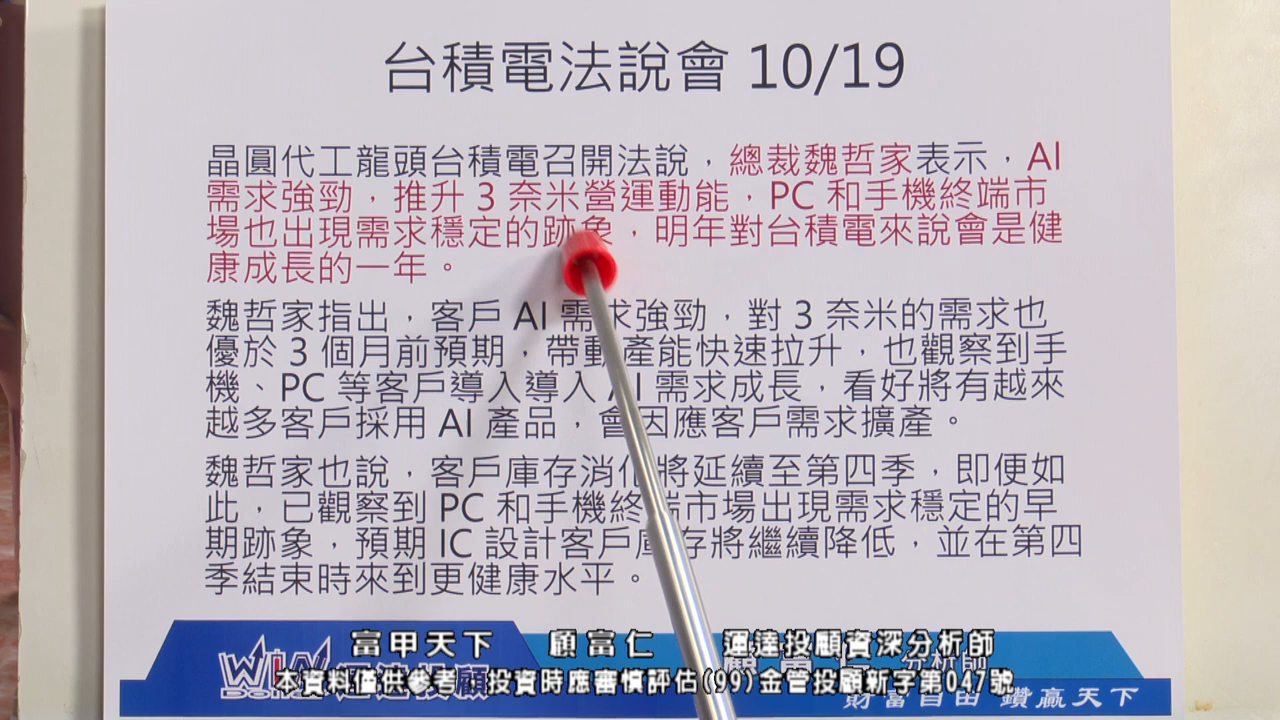 台積電法說會 10/19
晶圓代工龍頭台積電召開法說，總裁魏哲家表示，AI
需求強勁，推升 3 奈米營運動能，PC 和手機終端市
場也出現需求穩定的跡象，明年對台積電來說會是健
康成長的一年。
魏哲家指出，客戶 AI 需求強勁，對 3 奈米的需求也
優於 3 個月前預期，帶動產能快速拉升，也觀察到手
機、PC 等客戶導入導入 AI 需求成長，看好將有越來
越多客戶採用 AI 產品，會因應客戶需求擴產。
魏哲家也說，客戶庫存消化將延續至第四季，即便如
此，已觀察到 PC 和手機終端市場出現需求穩定的早
期跡象，預期 IC 設計客戶庫存將繼續降低，並在第四
季結束時來到更健康水平。
富甲天下 顧富仁 運達投顧資深分析師
WIN 運達投顧
分析師
本資料僅供參考，投資時應審慎評估(99)金管投顧新字第047號
財富自由 鑽贏天下